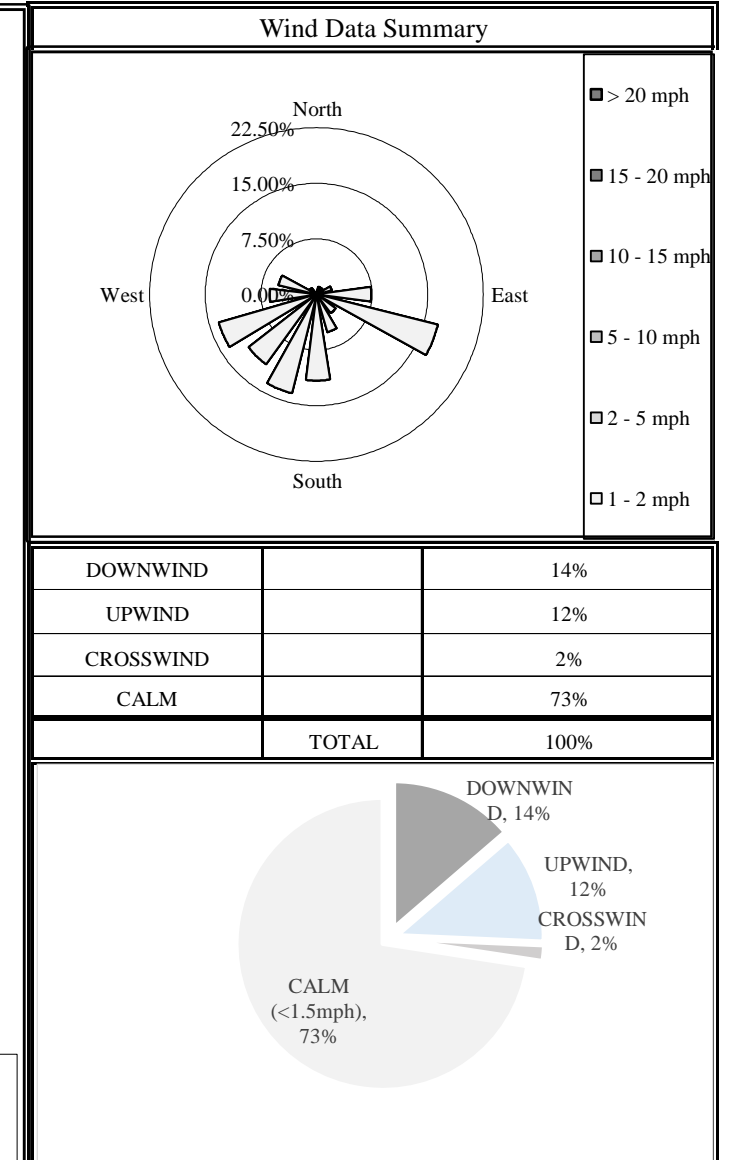 Wind Data Summary
North
22.50%
15.00%
7.50%
0.00%
West
East
South
> 20 mph
15 - 20 mph
10 - 15 mph
5 - 10 mph
2 - 5 mph
1 - 2 mph
DOWNWIND 14%
UPWIND 12%
CROSSWIND 2%
CALM 73%
TOTAL 100%
DOWNWIN
D, 14%
UPWIND,
12%
CROSSWIN
D, 2%
CALM
(<1.5mph),
73%